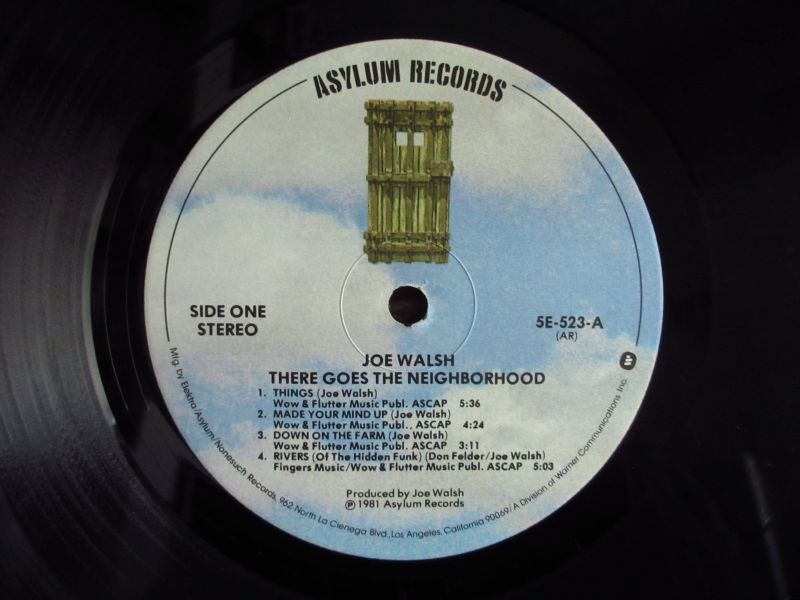 ASYLUM RECORDS
SIDE ONE
STEREO
5E-523-A
(AR)
JOE WALSH
THERE GOES THE NEIGHBORHOOD
1. THINGS (Joe Walsh)
Wow & Flutter Music Publ. ASCAP 5:36
2. MADE YOUR MIND UP (Joe Walsh)
Wow & Flutter Music Publ., ASCAP 4:24
3. DOWN ON THE FARM (Joe Walsh)
Wow & Flutter Music Publ. ASCAP 3:11
4. RIVERS (Of The Hidden Funk) (Don Felder/Joe Walsh)
Fingers Music/Wow & Flutter Music Publ. ASCAP 5:03
Produced by Joe Walsh
℗ 1981 Asylum Records
Mfg. by Elektra/Asylum/Nonesuch Records, 962 North La Cienega Blvd., Los Angeles, California 90069/A Division of Warner Communications Inc.